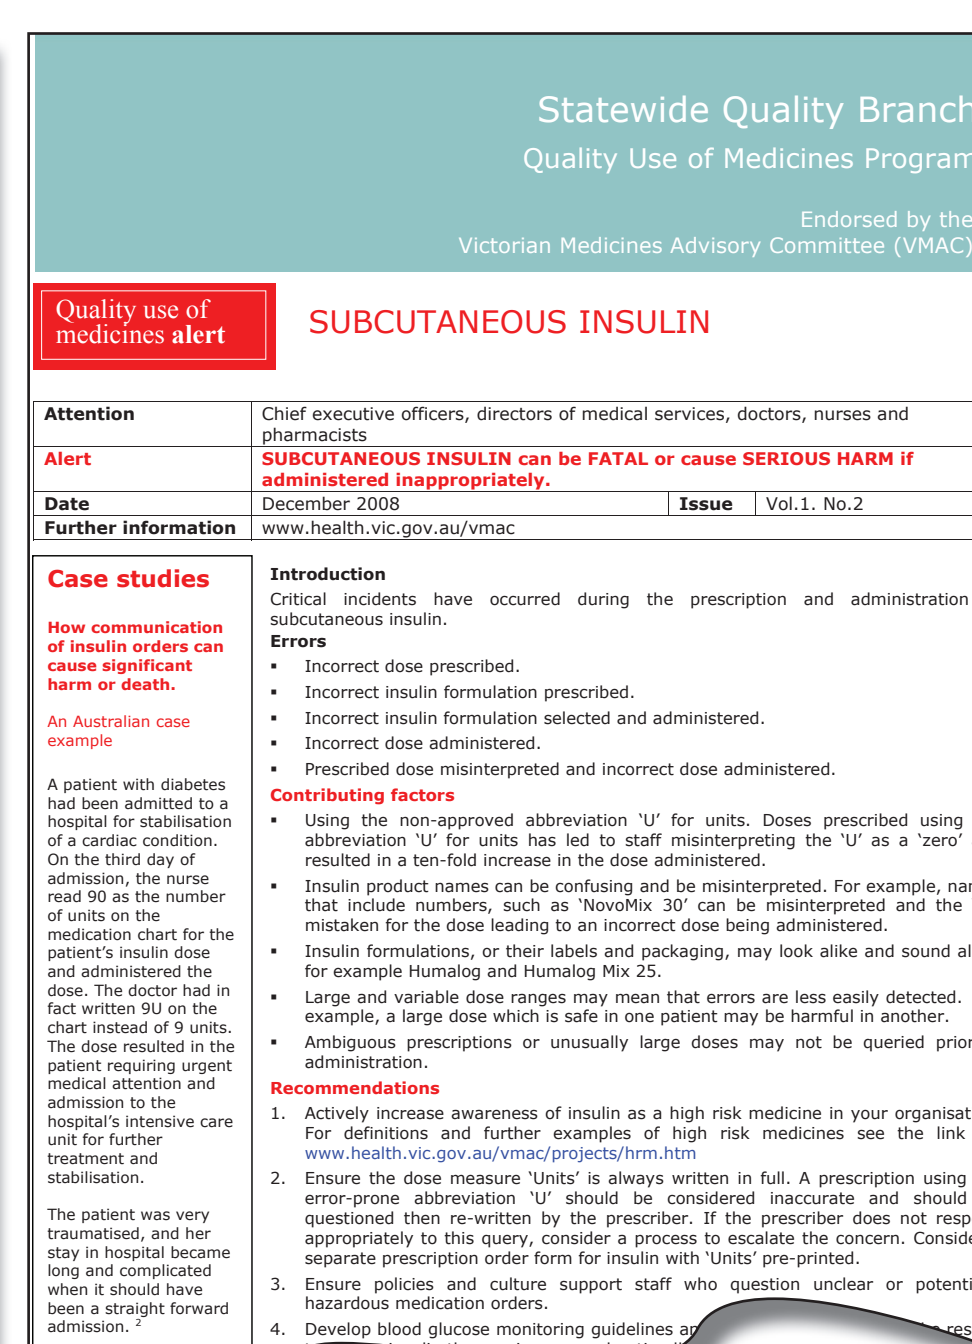 Statewide Quality Branch
Quality Use of Medicines Program
Endorsed by the
Victorian Medicines Advisory Committee (VMAC)
Quality use of
medicines alert
SUBCUTANEOUS INSULIN
Attention
Chief executive officers, directors of medical services, doctors, nurses and
pharmacists
Alert
SUBCUTANEOUS INSULIN can be FATAL or cause SERIOUS HARM if
administered inappropriately.
Date
December 2008
Issue
Vol.1. No.2
Further information
www.health.vic.gov.au/vmac
Case studies
How communication
of insulin orders can
cause significant
harm or death.
An Australian case
example
A patient with diabetes
had been admitted to a
hospital for stabilisation
of a cardiac condition.
On the third day of
admission, the nurse
read 90 as the number
of units on the
medication chart for the
patient's insulin dose
and administered the
dose. The doctor had in
fact written 9U on the
chart instead of 9 units.
The dose resulted in the
patient requiring urgent
medical attention and
admission to the
hospital's intensive care
unit for further
treatment and
stabilisation.
The patient was very
traumatised, and her
stay in hospital became
long and complicated
when it should have
been a straight forward
admission. 2
Introduction
Critical incidents have occurred during the prescription and administration
subcutaneous insulin.
Errors
▪ Incorrect dose prescribed.
▪ Incorrect insulin formulation prescribed.
▪ Incorrect insulin formulation selected and administered.
▪ Incorrect dose administered.
▪ Prescribed dose misinterpreted and incorrect dose administered.
Contributing factors
▪ Using the non-approved abbreviation ‘U’ for units. Doses prescribed using
abbreviation ‘U’ for units has led to staff misinterpreting the ‘U’ as a ‘zero’
resulted in a ten-fold increase in the dose administered.
▪ Insulin product names can be confusing and be misinterpreted. For example,
that include numbers, such as ‘NovoMix 30’ can be misinterpreted and the
mistaken for the dose leading to an incorrect dose being administered.
▪ Insulin formulations, or their labels and packaging, may look alike and sound
for example Humalog and Humalog Mix 25.
▪ Large and variable dose ranges may mean that errors are less easily detected.
example, a large dose which is safe in one patient may be harmful in another.
▪ Ambiguous prescriptions or unusually large doses may not be queried prior
administration.
Recommendations
1. Actively increase awareness of insulin as a high risk medicine in your
For definitions and further examples of high risk medicines see the link
www.health.vic.gov.au/vmac/projects/hrm.htm
2. Ensure the dose measure ‘Units’ is always written in full. A prescription using
error-prone abbreviation ‘U’ should be considered inaccurate and should
questioned then re-written by the prescriber. If the prescriber does not
appropriately to this query, consider a process to escalate the concern.
separate prescription order form for insulin with ‘Units’ pre-printed.
3. Ensure policies and culture support staff who question unclear or
hazardous medication orders.
4. Develop blood glucose monitoring guidelines